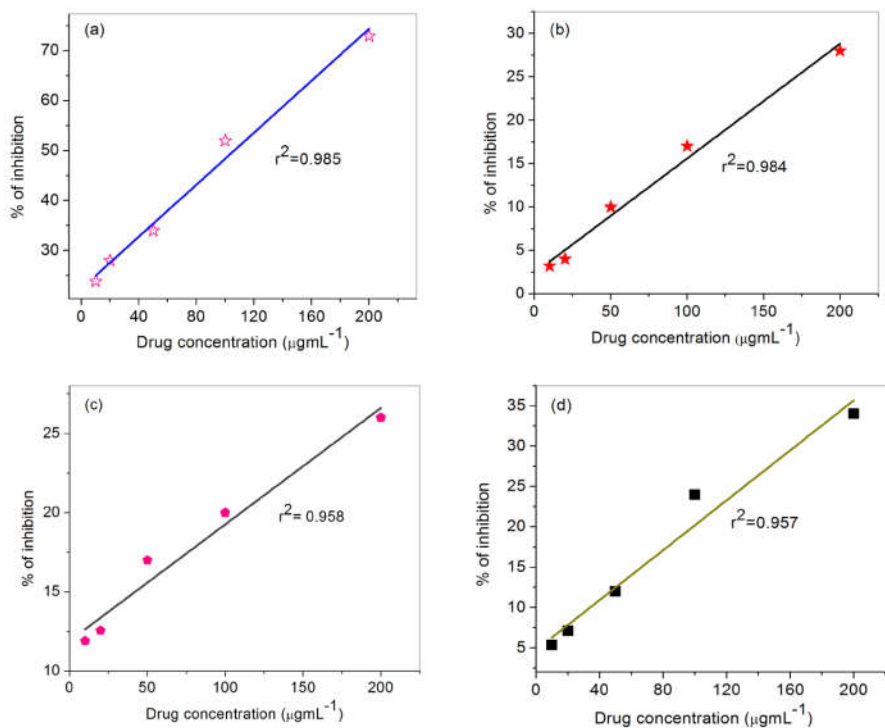 (a)
% of inhibition
70
50
30
r²=0.985
0 40 80 120 160 200
Drug concentration (µgmL⁻¹)
(b)
% of inhibition
30
25
20
15
10
5
0
r²=0.984
0 50 100 150 200
Drug concentration (µgmL⁻¹)
(c)
% of inhibition
25
20
15
10
r²= 0.958
0 50 100 150 200
Drug concentration (µgmL⁻¹)
(d)
% of inhibition
35
30
25
20
15
10
5
r²=0.957
0 40 80 120 160 200
Drug concentration (µgmL⁻¹)